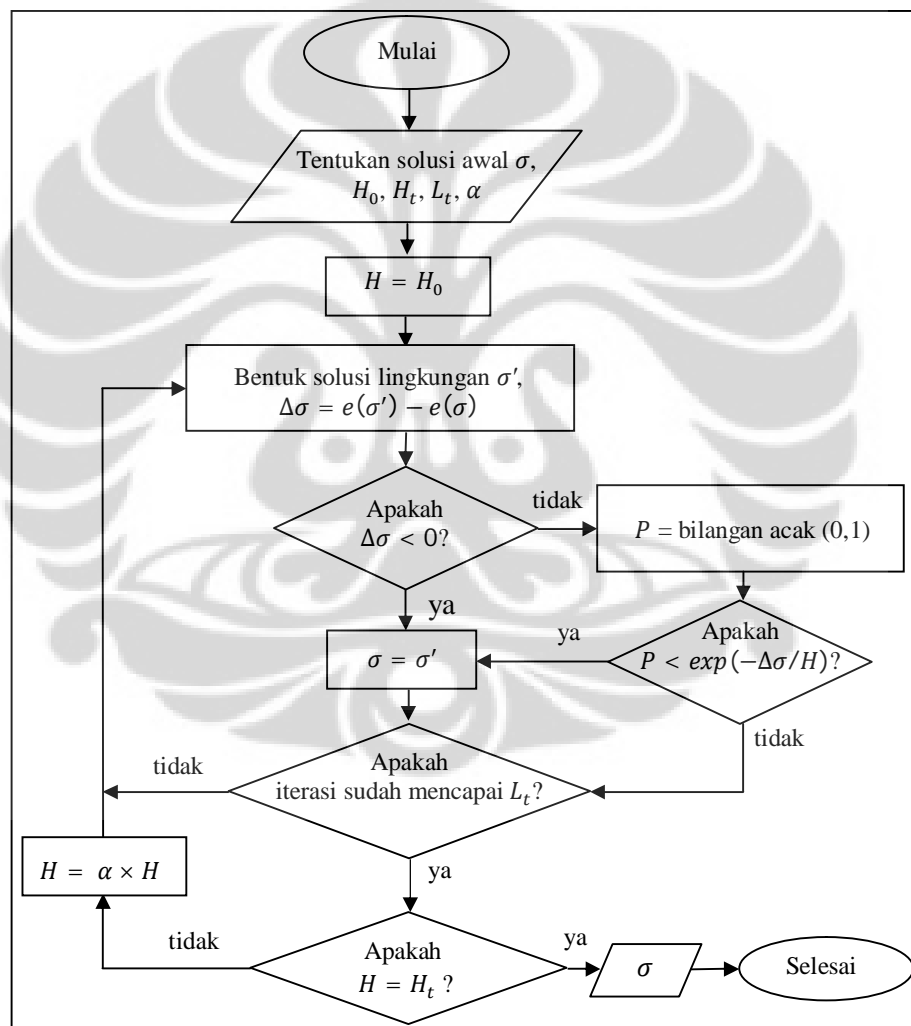 Mulai
Tentukan solusi awal σ,
H₀, Hₜ, Lₜ, α
H = H₀
Bentuk solusi lingkungan σ′,
Δσ = e(σ′) − e(σ)
Apakah
Δσ < 0?
tidak
P = bilangan acak (0,1)
ya
σ = σ′
ya
Apakah
P < exp(−Δσ/H)?
tidak
Apakah
iterasi sudah mencapai Lₜ?
tidak
H = α × H
ya
tidak
Apakah
H = Hₜ ?
ya
σ
Selesai